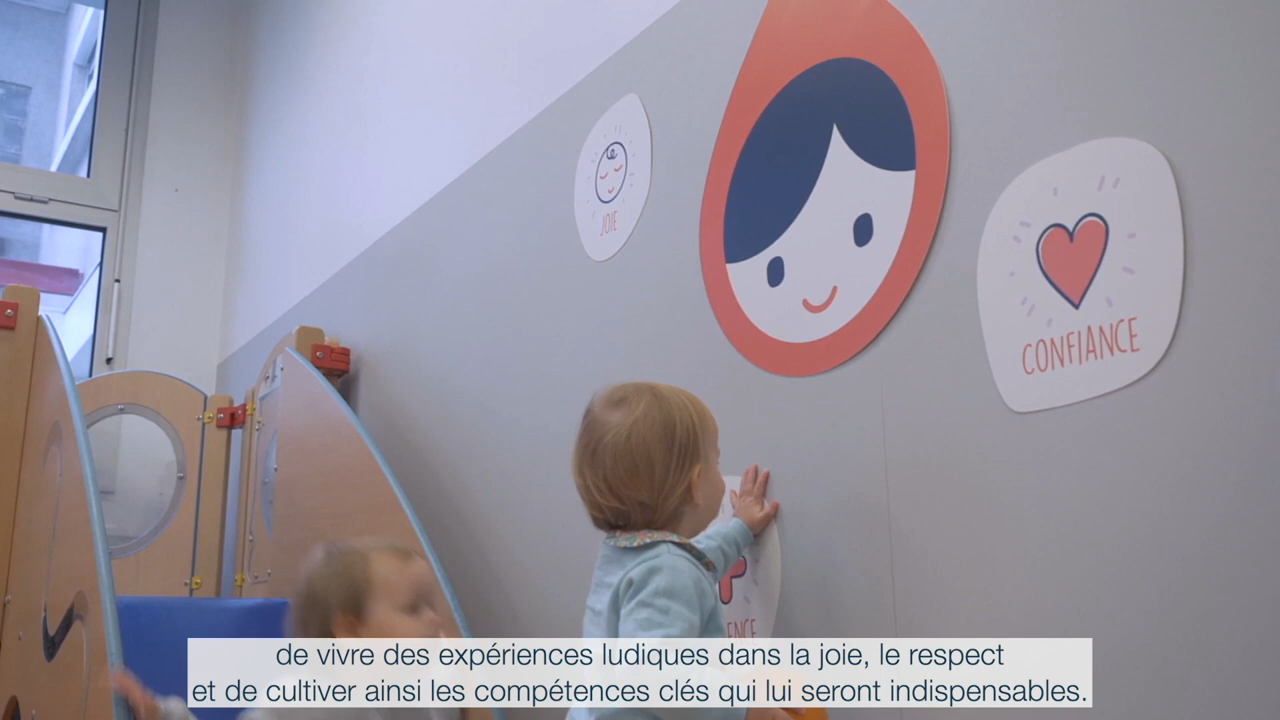 JOIE
CONFIANCE
de vivre des expériences ludiques dans la joie, le respect
et de cultiver ainsi les compétences clés qui lui seront indispensables.